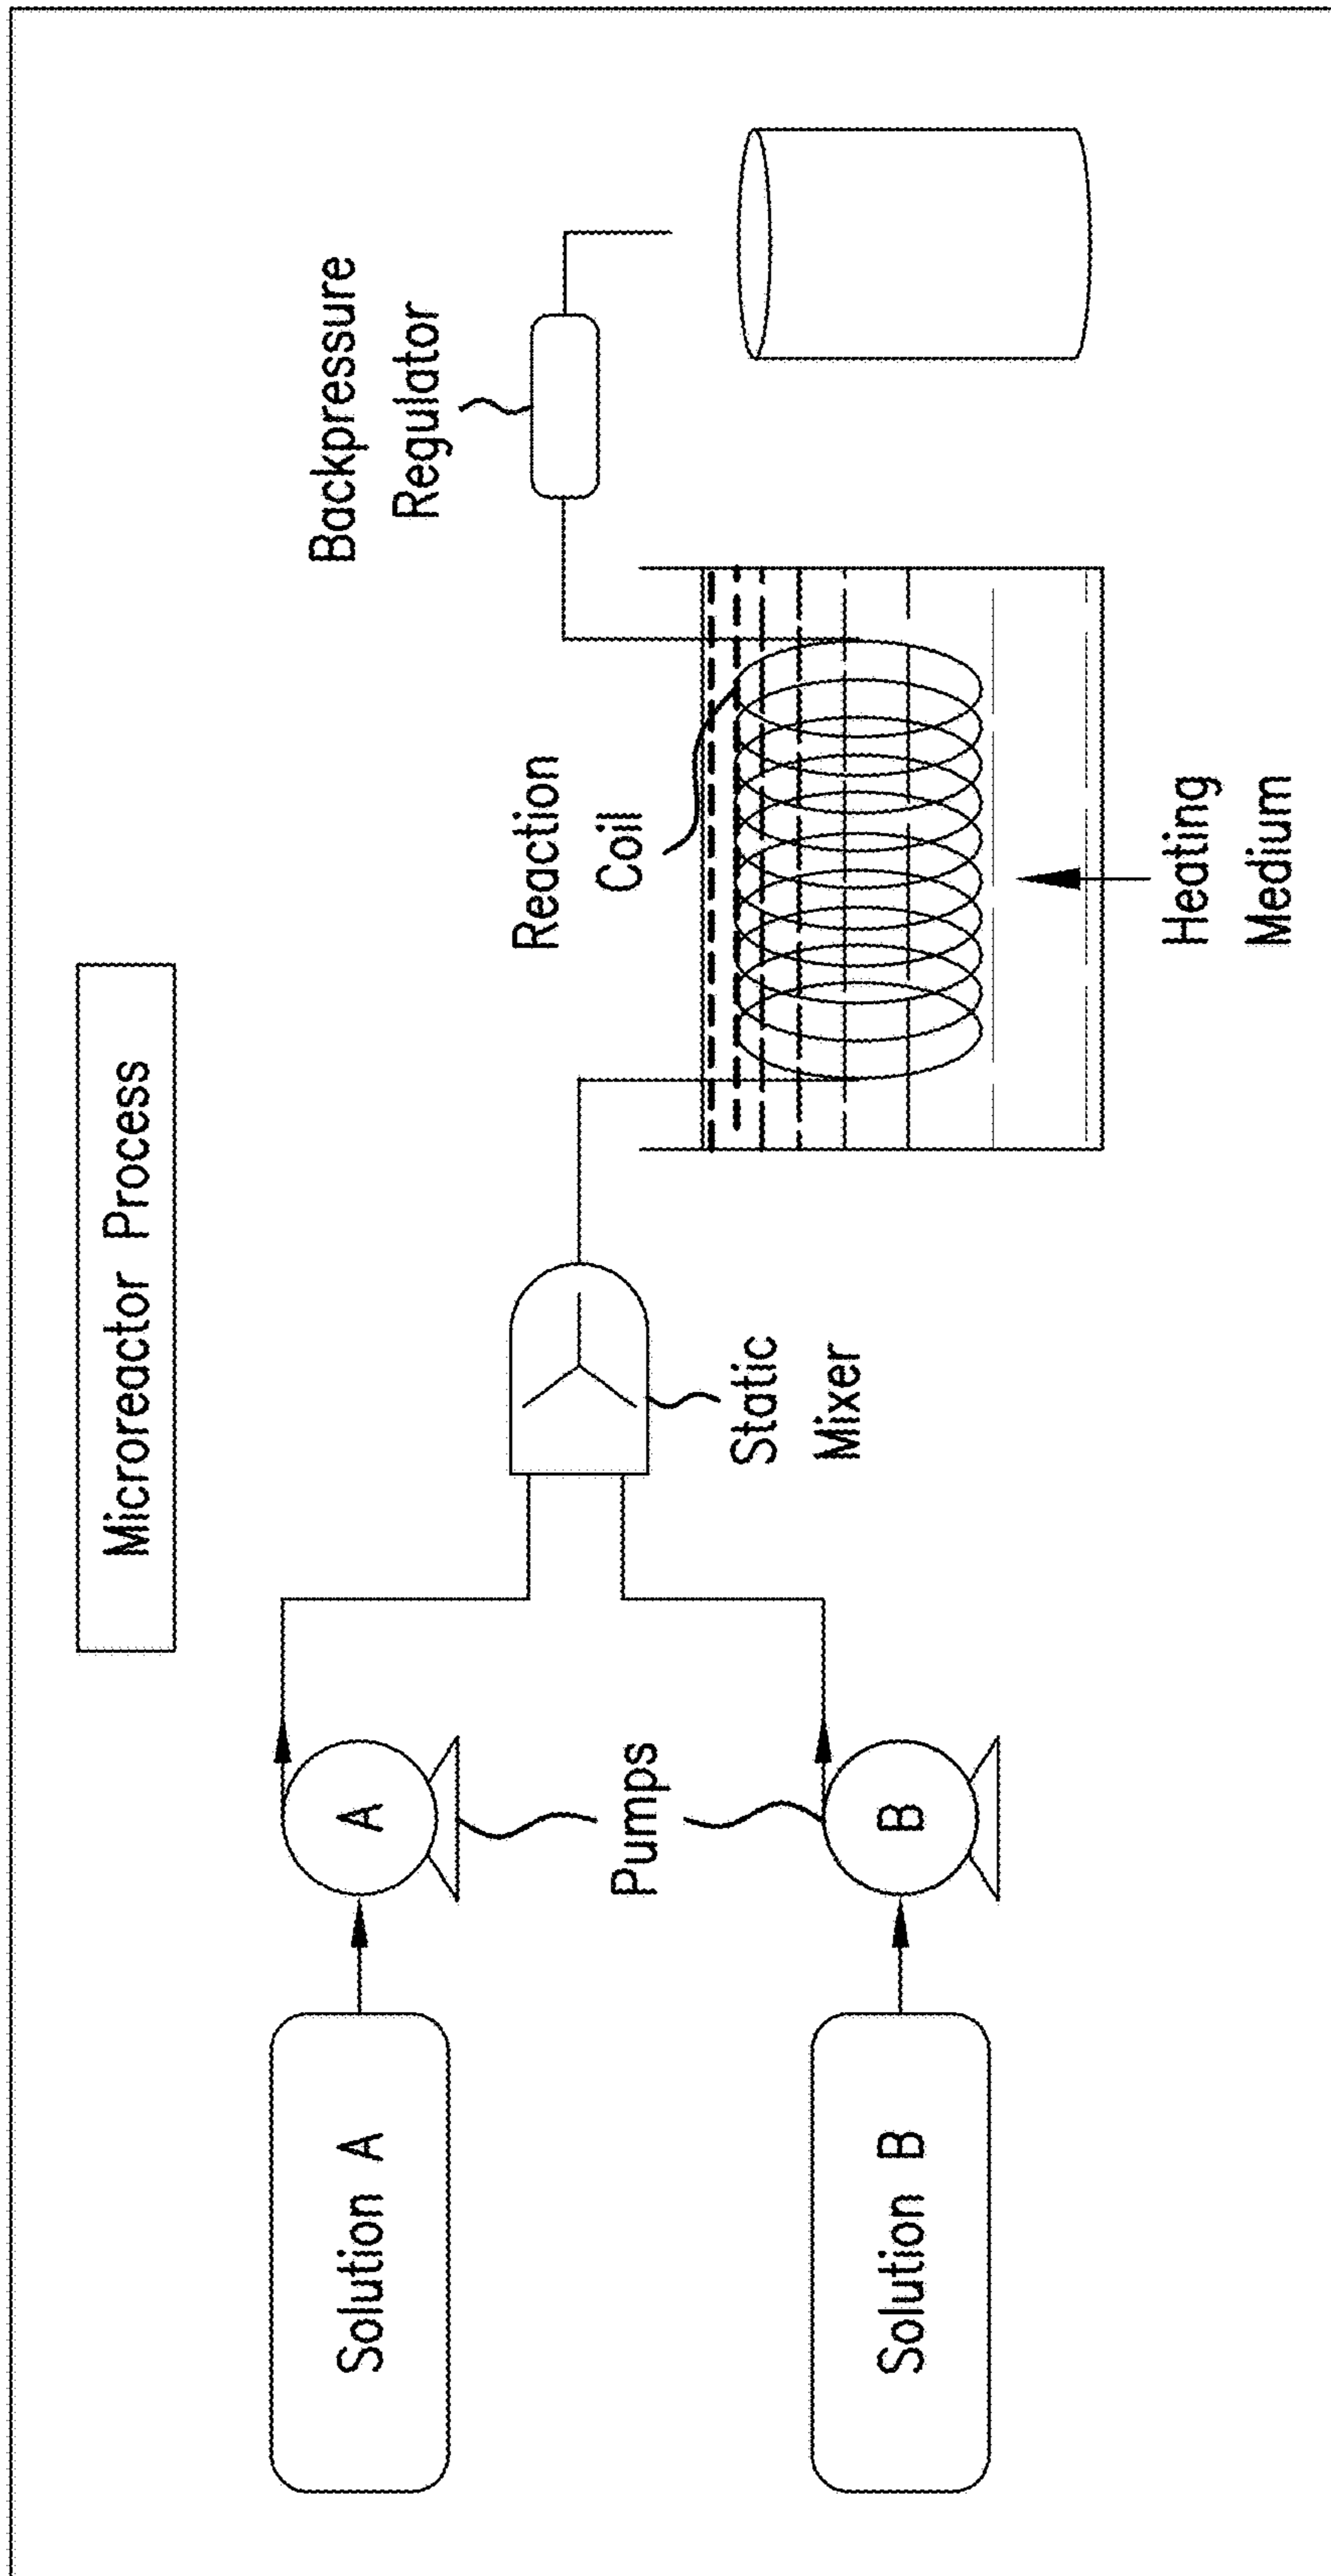 Microreactor Process
Solution A
A
Solution B
B
Pumps
Static
Mixer
Reaction
Coil
Heating
Medium
Backpressure
Regulator